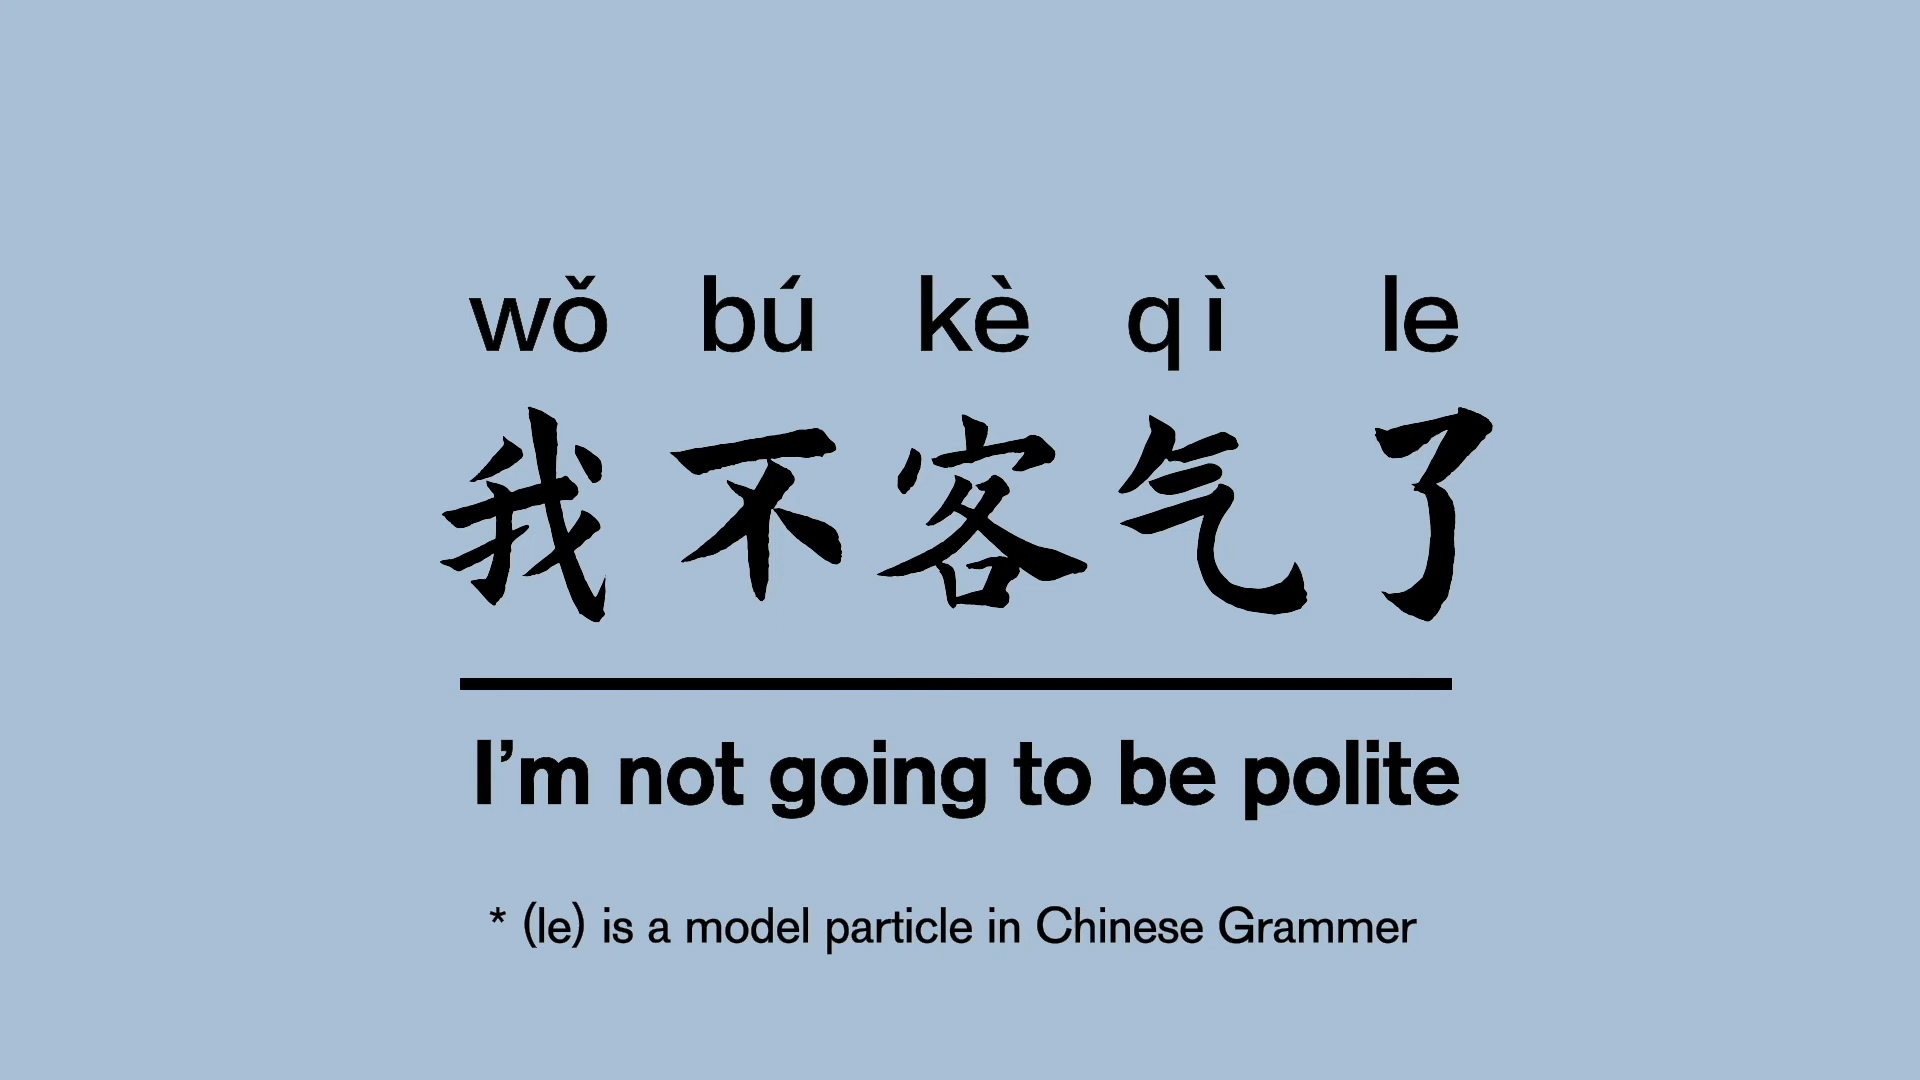 wǒ bú kè qì le
我不客气了
I’m not going to be polite
* (le) is a model particle in Chinese Grammer